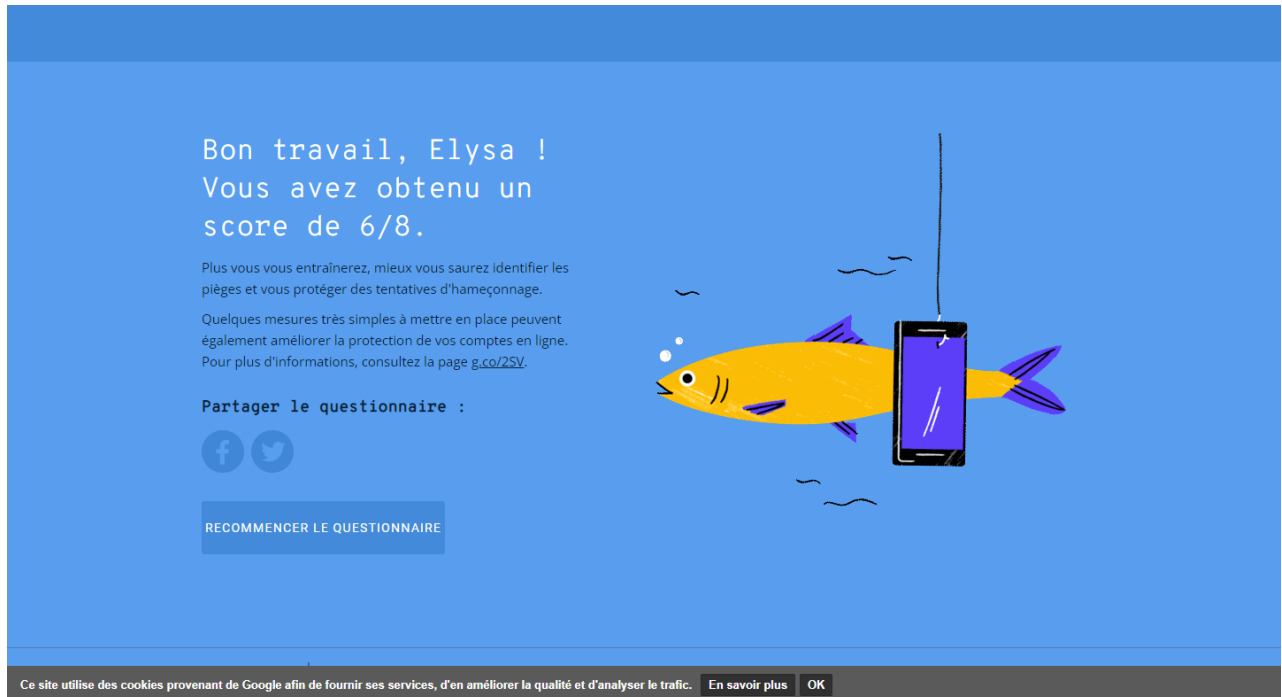 Bon travail, Elysa !
Vous avez obtenu un
score de 6/8.
Plus vous vous entraînerez, mieux vous saurez identifier les
pièges et vous protéger des tentatives d'hameçonnage.
Quelques mesures très simples à mettre en place peuvent
également améliorer la protection de vos comptes en ligne.
Pour plus d'informations, consultez la page g.co/2SV.
Partager le questionnaire :
RECOMMENCER LE QUESTIONNAIRE
Ce site utilise des cookies provenant de Google afin de fournir ses services, d'en améliorer la qualité et d'analyser le trafic. En savoir plus OK